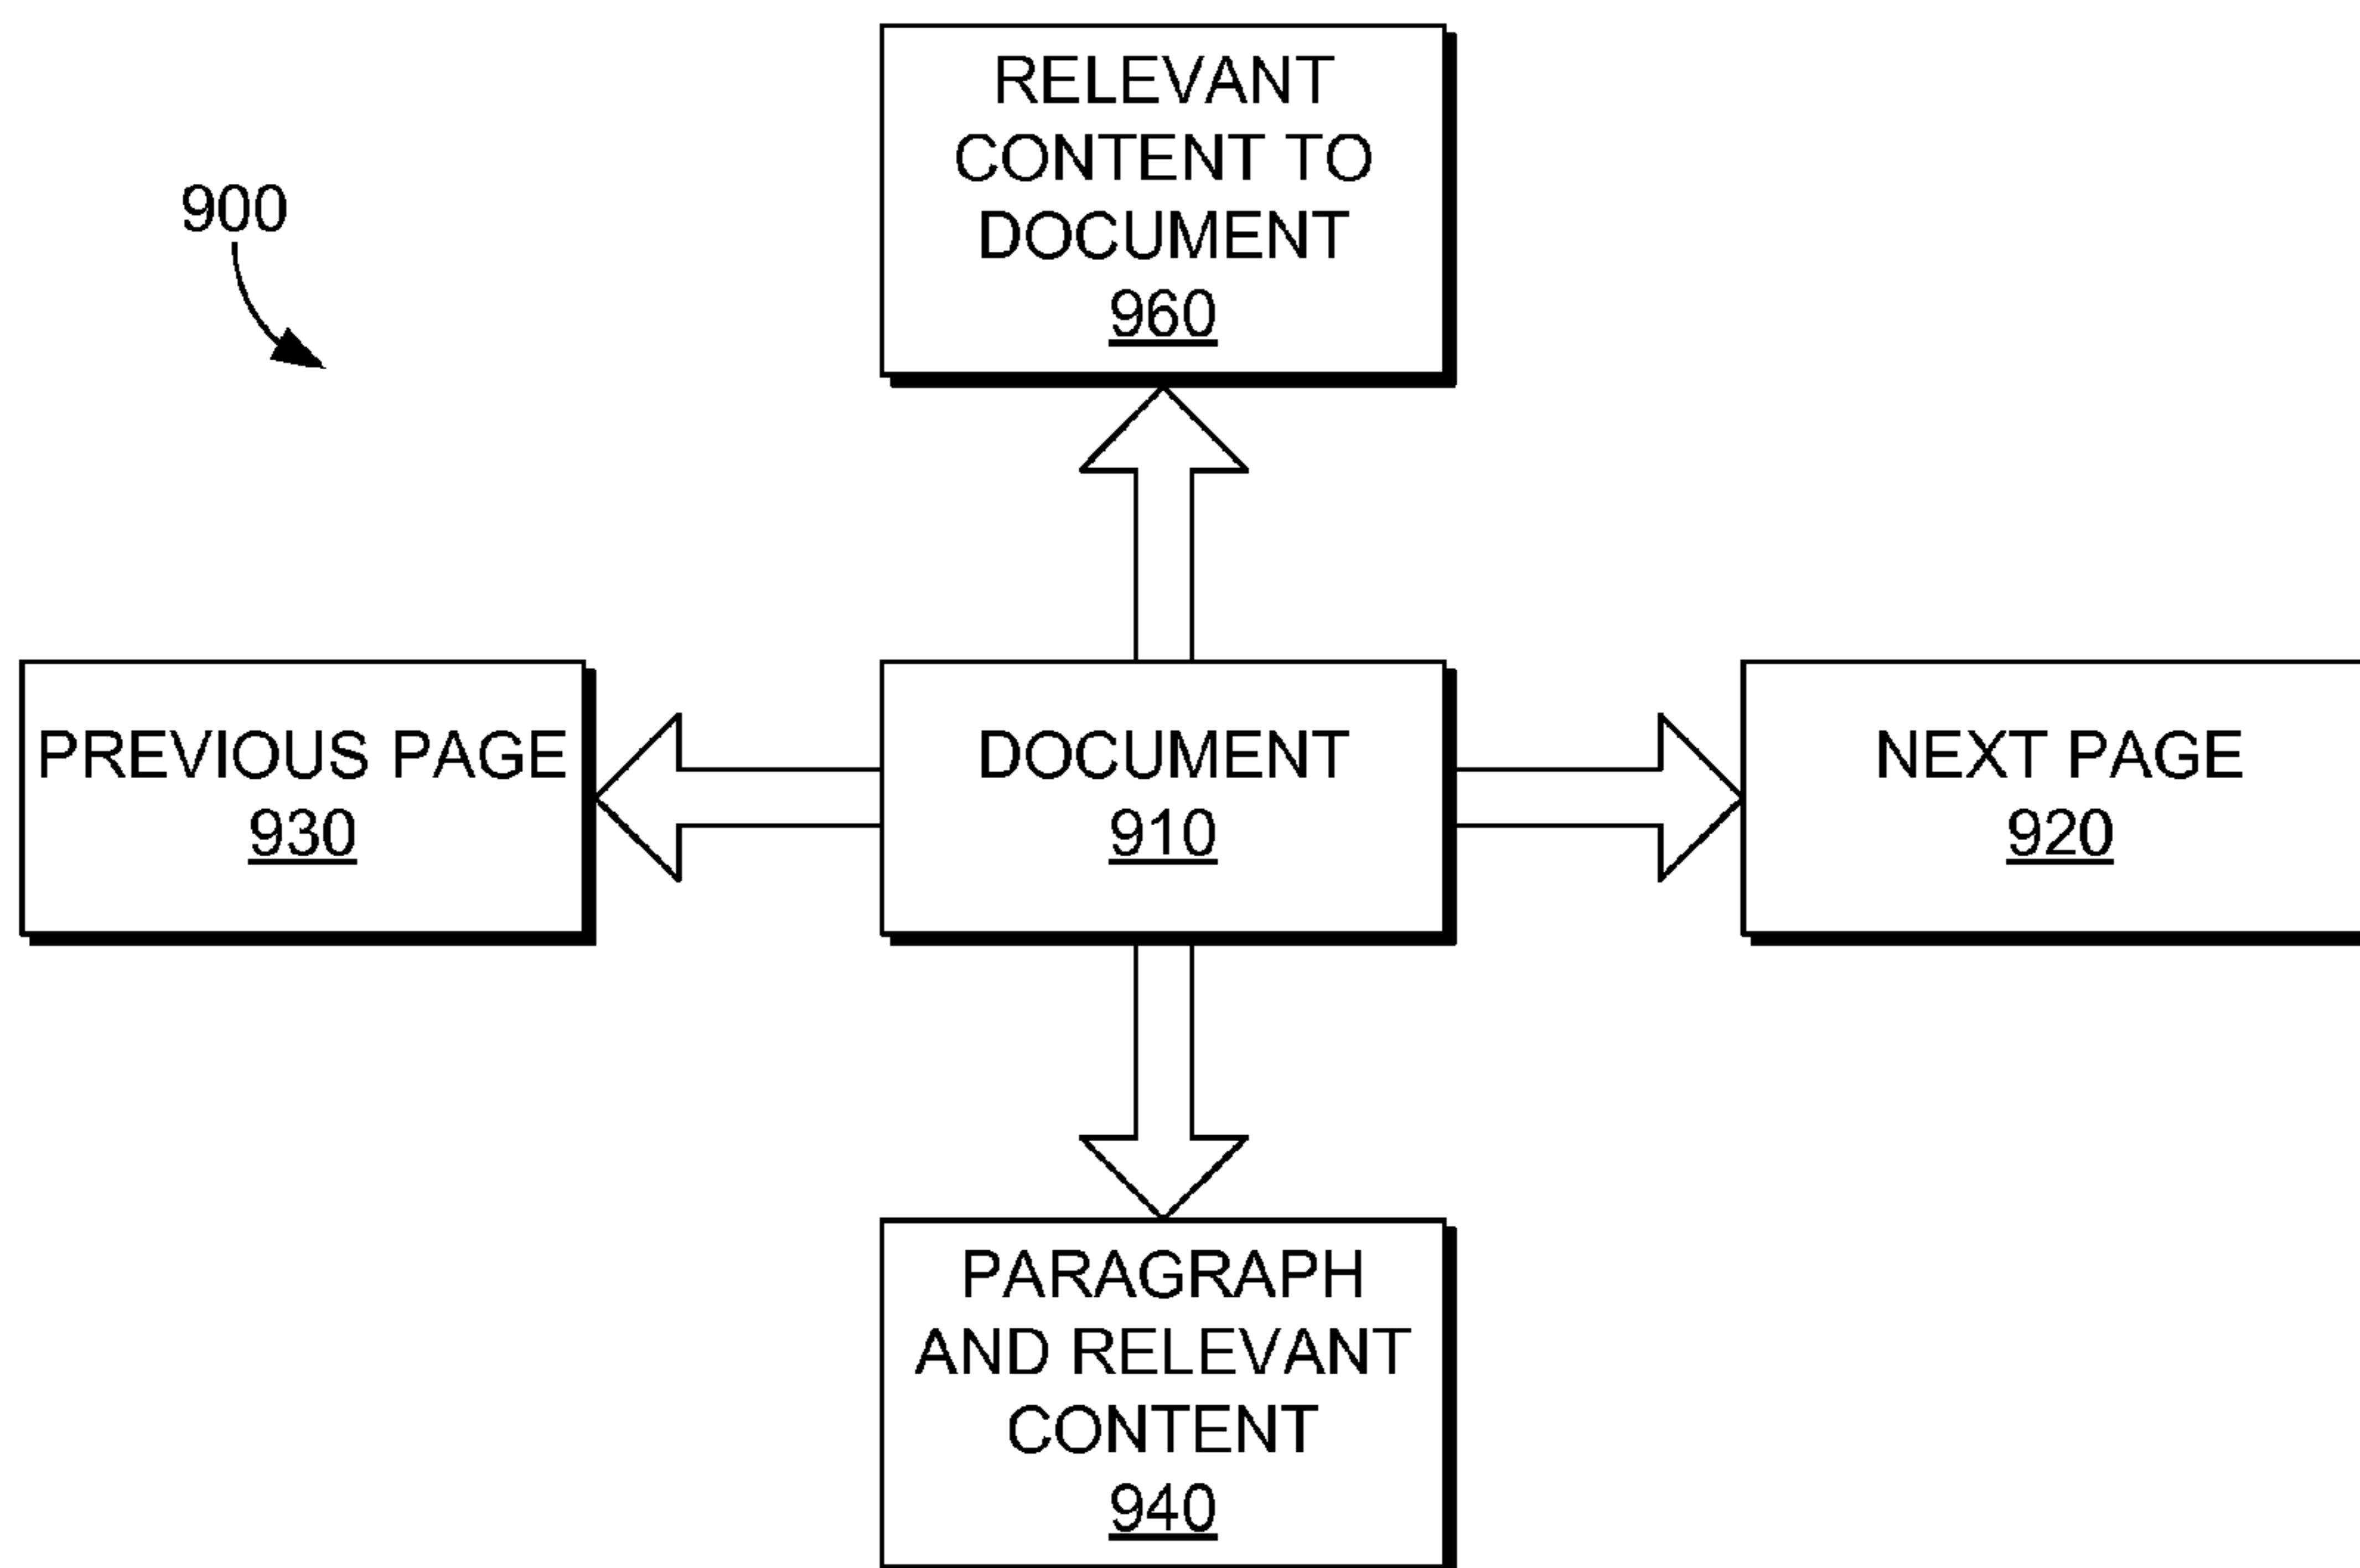 RELEVANT
CONTENT TO
DOCUMENT
960
900
PREVIOUS PAGE
930
DOCUMENT
910
NEXT PAGE
920
PARAGRAPH
AND RELEVANT
CONTENT
940